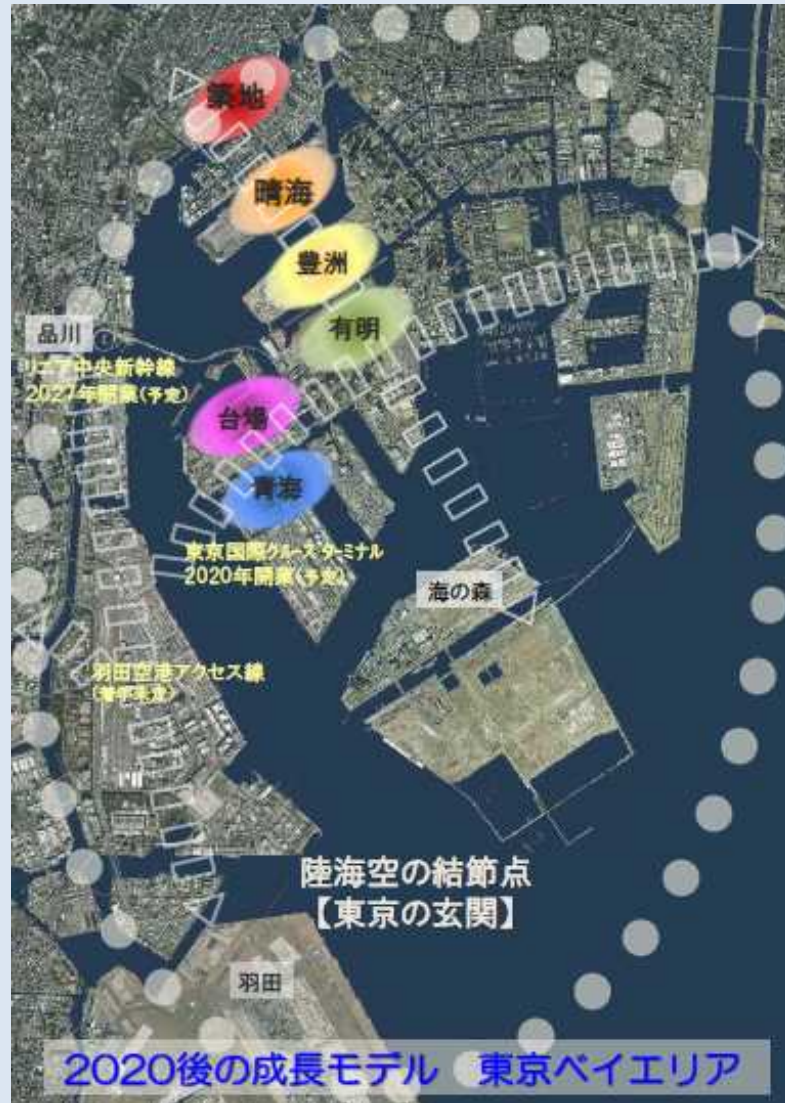 築地
晴海
豊洲
有明
品川
リニア中央新幹線
2027年開業(予定)
台場
青海
東京国際クルーズターミナル
2020年開業(予定)
海の森
羽田空港アクセス線
(着手未定)
陸海空の結節点
【東京の玄関】
羽田
2020後の成長モデル　東京ベイエリア